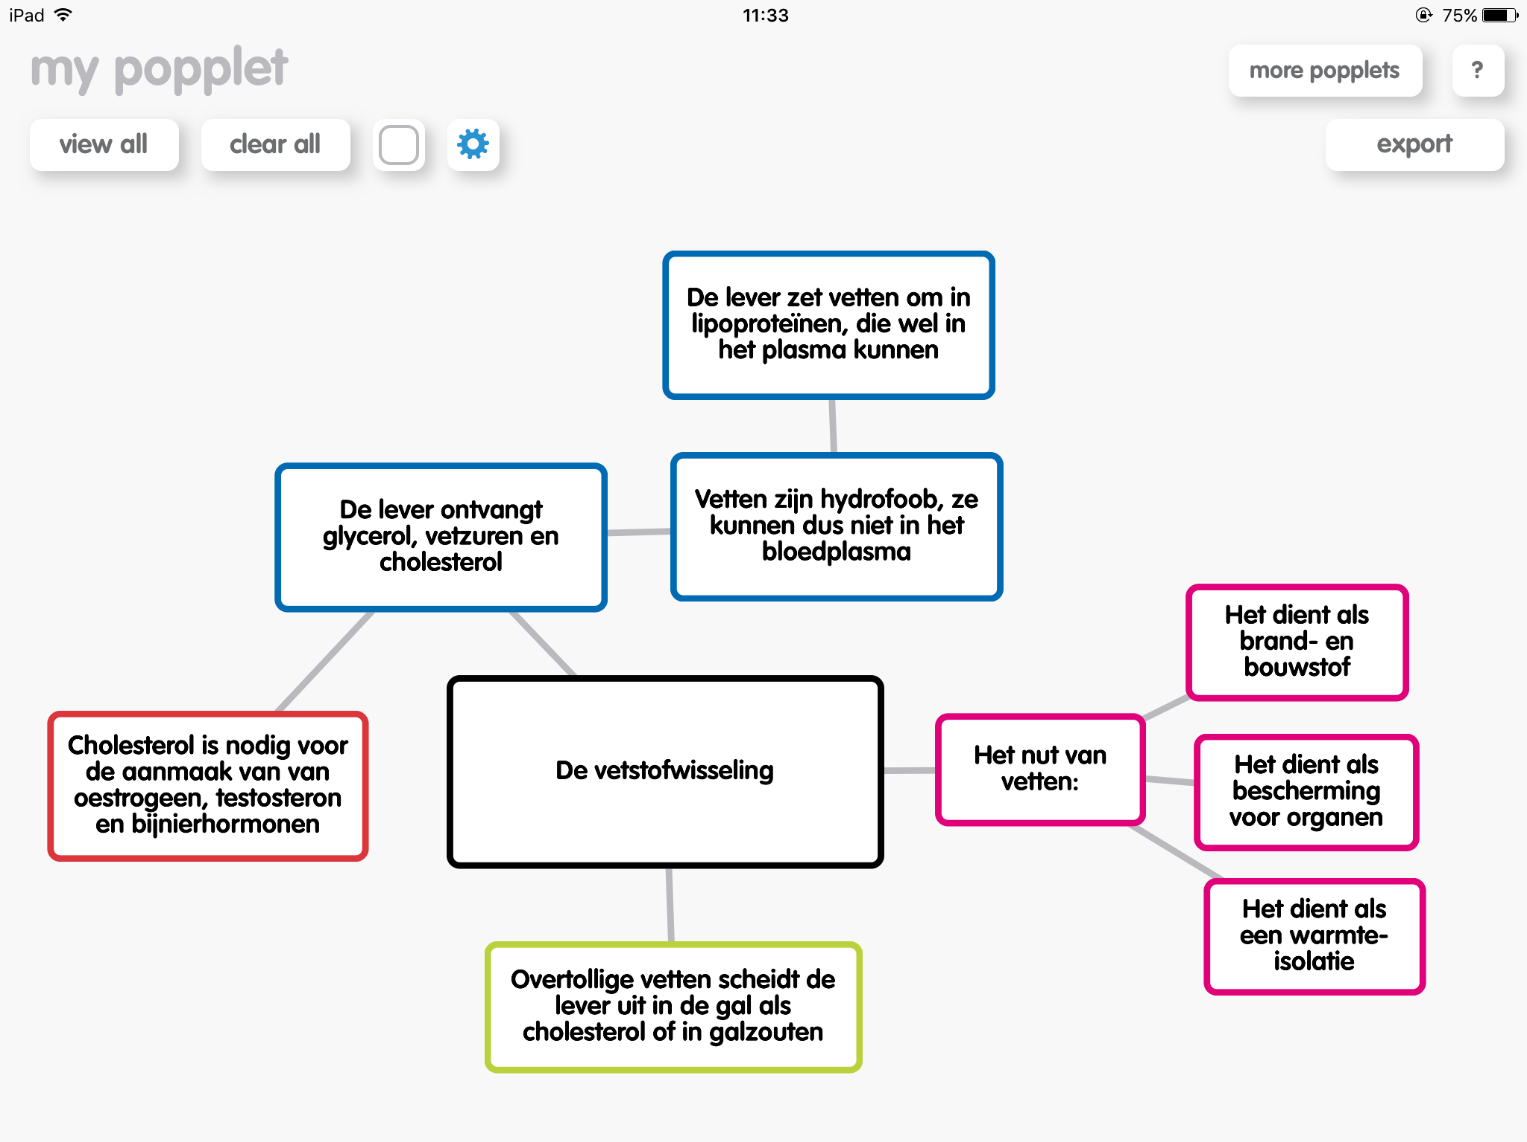 iPad
11:33
75%
my popplet
more popplets
?
view all
clear all
export
De lever zet vetten om in
lipoproteïnen, die wel in
het plasma kunnen
De lever ontvangt
glycerol, vetzuren en
cholesterol
Vetten zijn hydrofoob, ze
kunnen dus niet in het
bloedplasma
Het dient als
brand- en
bouwstof
Cholesterol is nodig voor
de aanmaak van van
oestrogeen, testosteron
en bijnierhormonen
De vetstofwisseling
Het nut van
vetten:
Het dient als
bescherming
voor organen
Het dient als
een warmte-
isolatie
Overtollige vetten scheidt de
lever uit in de gal als
cholesterol of in galzouten